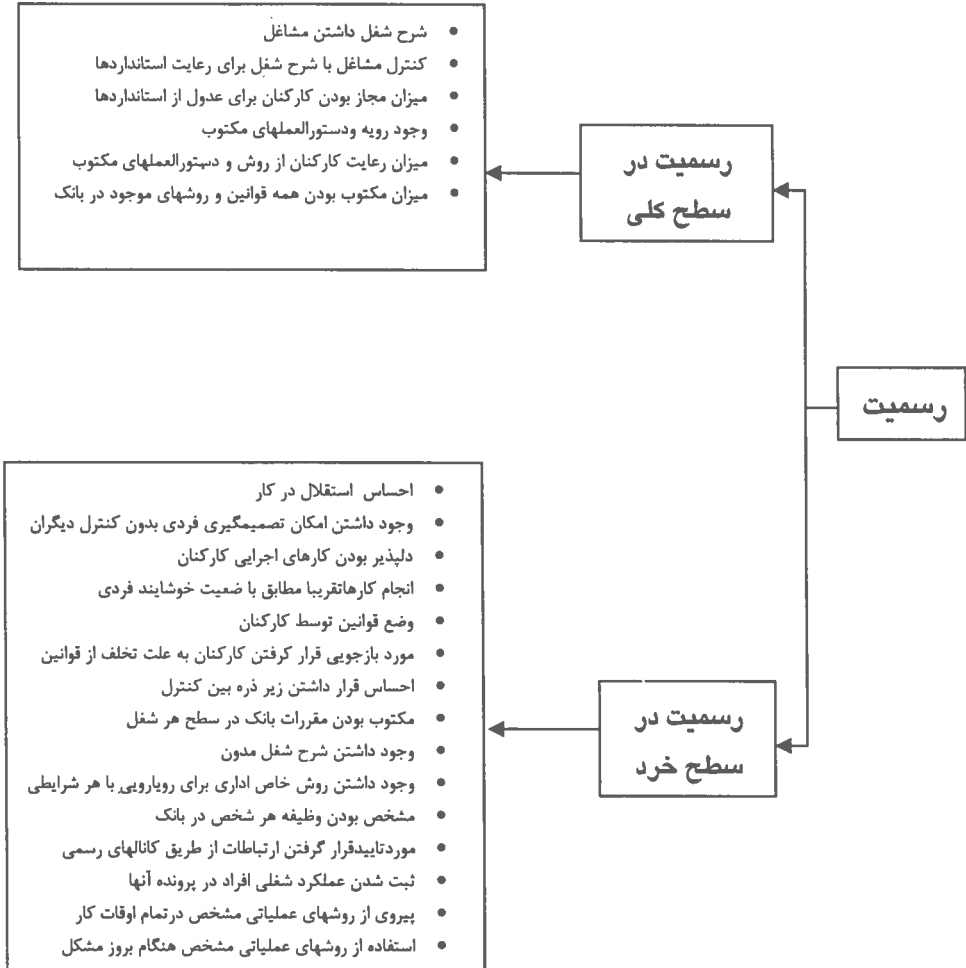 رسمیت
رسمیت در
سطح کلی
• شرح شغل داشتن مشاغل
• کنترل مشاغل با شرح شغل برای رعایت استانداردها
• میزان مجاز بودن کارکنان برای عدول از استانداردها
• وجود رویه ودستورالعملهای مکتوب
• میزان رعایت کارکنان از روش و دستورالعملهای مکتوب
• میزان مکتوب بودن همه قوانین و روشهای موجود در بانک
رسمیت در
سطح خرد
• احساس استقلال در کار
• وجود داشتن امکان تصمیمگیری فردی بدون کنترل دیگران
• دلپذیر بودن کارهای اجرایی کارکنان
• انجام کارهاتقریبا مطابق با ضعیت خوشایند فردی
• وضع قوانین توسط کارکنان
• مورد بازجویی قرار کرفتن کارکنان به علت تخلف از قوانین
• احساس قرار داشتن زیر ذره بین کنترل
• مکتوب بودن مقررات بانک در سطح هر شغل
• وجود داشتن شرح شغل مدون
• وجود داشتن روش خاص اداری برای رویارویی با هر شرایطی
• مشخص بودن وظیفه هر شخص در بانک
• موردتاییدقرار گرفتن ارتباطات از طریق کانالهای رسمی
• ثبت شدن عملکرد شغلی افراد در پرونده آنها
• پیروی از روشهای عملیاتی مشخص درتمام اوقات کار
• استفاده از روشهای عملیاتی مشخص هنگام بروز مشکل